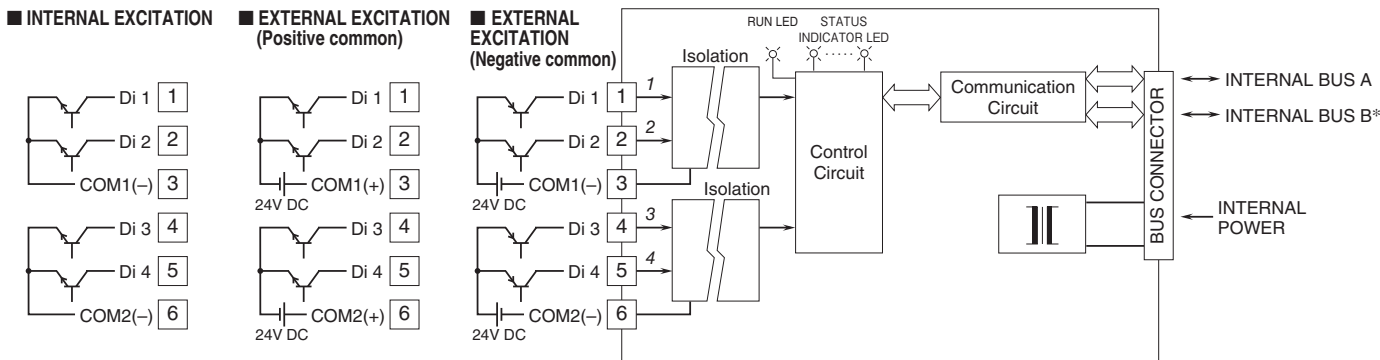 ■ INTERNAL EXCITATION
Di 1 1
Di 2 2
COM1(–) 3
Di 3 4
Di 4 5
COM2(–) 6
■ EXTERNAL EXCITATION
(Positive common)
Di 1 1
Di 2 2
COM1(+) 3
24V DC
Di 3 4
Di 4 5
COM2(+) 6
24V DC
■ EXTERNAL
EXCITATION
(Negative common)
Di 1 1 1
Di 2 2 2
COM1(–) 3
24V DC
Di 3 4 3
Di 4 5 4
COM2(–) 6
24V DC
Isolation
Isolation
RUN LED
STATUS
INDICATOR LED
Control
Circuit
Communication
Circuit
BUS CONNECTOR
INTERNAL BUS A
INTERNAL BUS B*
INTERNAL
POWER